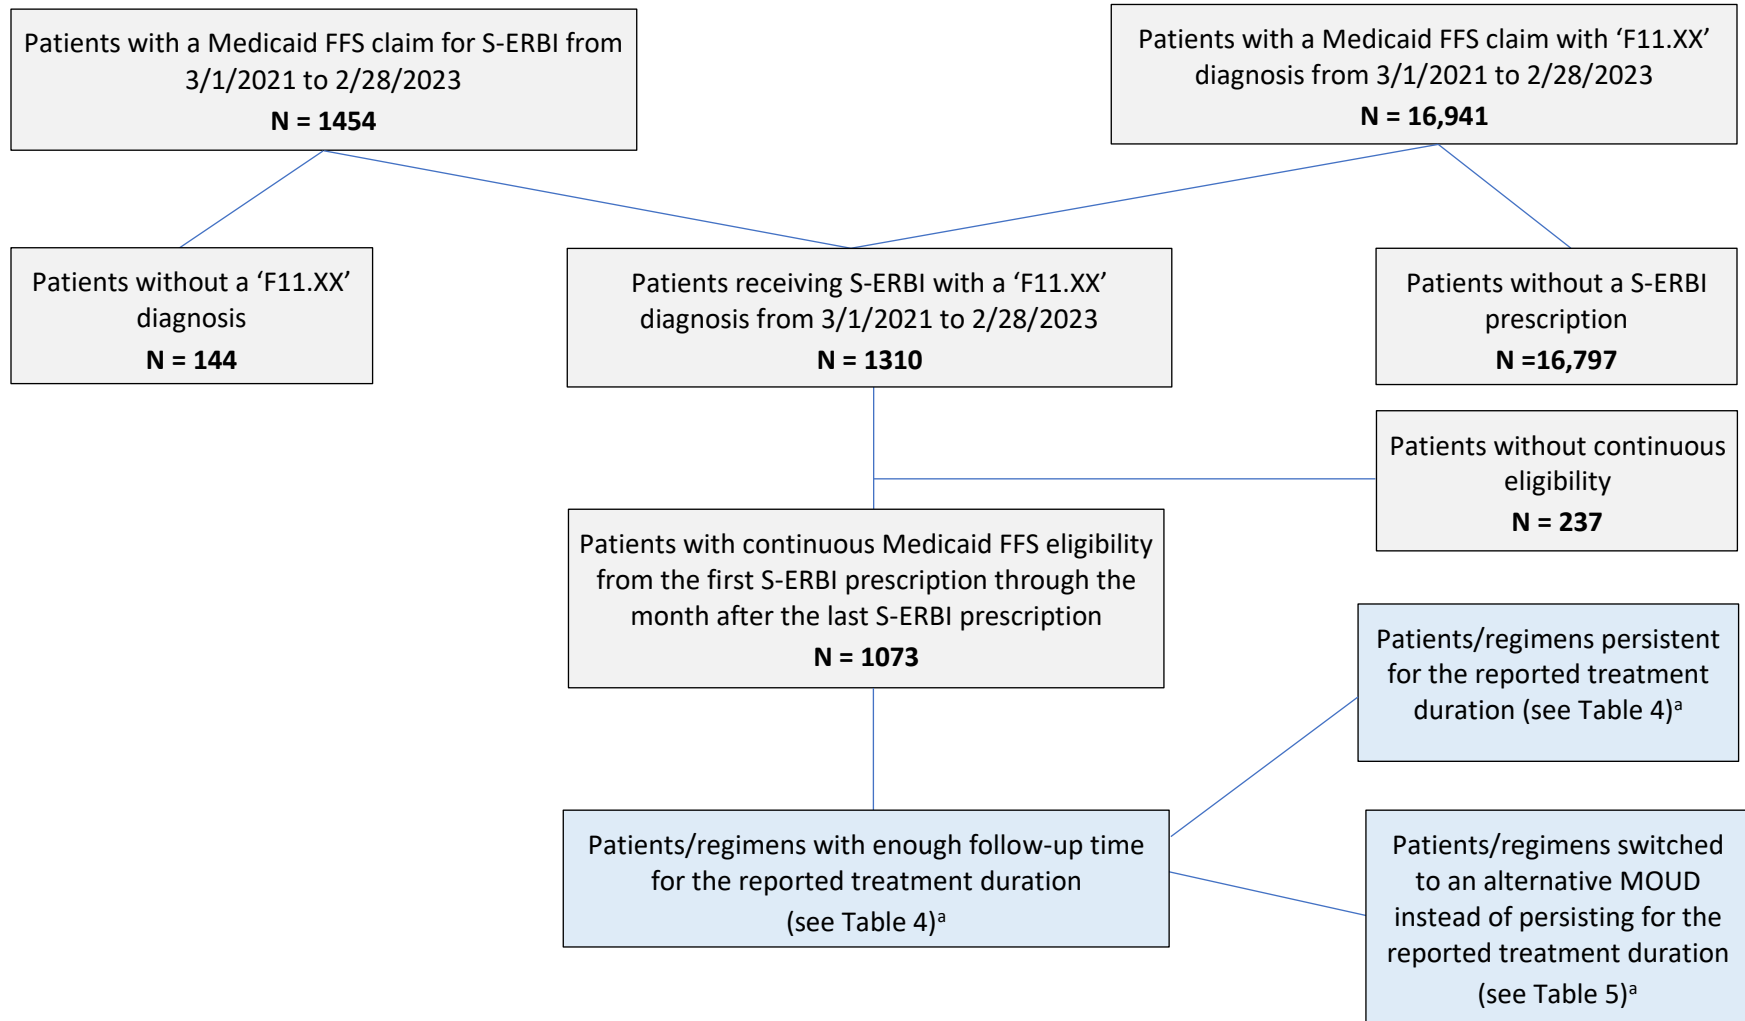 Patients with a Medicaid FFS claim for S-ERBI from
3/1/2021 to 2/28/2023
N = 1454
Patients with a Medicaid FFS claim with ‘F11.XX’
diagnosis from 3/1/2021 to 2/28/2023
N = 16,941
Patients without a ‘F11.XX’
diagnosis
N = 144
Patients receiving S-ERBI with a ‘F11.XX’
diagnosis from 3/1/2021 to 2/28/2023
N = 1310
Patients without a S-ERBI
prescription
N =16,797
Patients without continuous
eligibility
N = 237
Patients with continuous Medicaid FFS eligibility
from the first S-ERBI prescription through the
month after the last S-ERBI prescription
N = 1073
Patients/regimens persistent
for the reported treatment
duration (see Table 4)ᵃ
Patients/regimens with enough follow-up time
for the reported treatment duration
(see Table 4)ᵃ
Patients/regimens switched
to an alternative MOUD
instead of persisting for the
reported treatment duration
(see Table 5)ᵃ